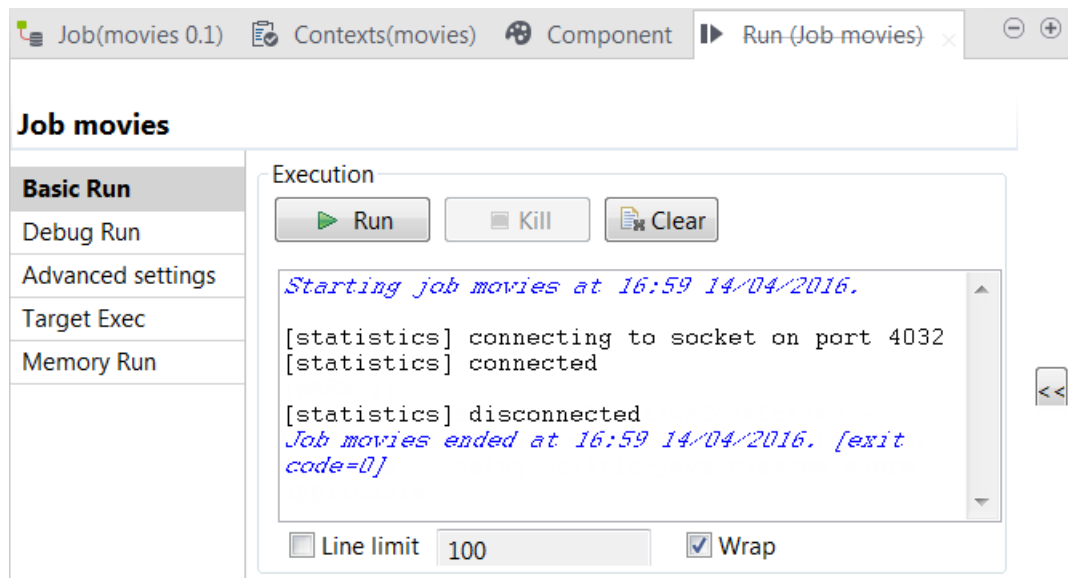 Job(movies 0.1) Contexts(movies) Component Run (Job movies)
Job movies
Basic Run
Debug Run
Advanced settings
Target Exec
Memory Run
Execution
Run Kill Clear
Starting job movies at 16:59 14/04/2016.
[statistics] connecting to socket on port 4032
[statistics] connected
[statistics] disconnected
Job movies ended at 16:59 14/04/2016. [exit
code=0]
<<
Line limit 100 Wrap